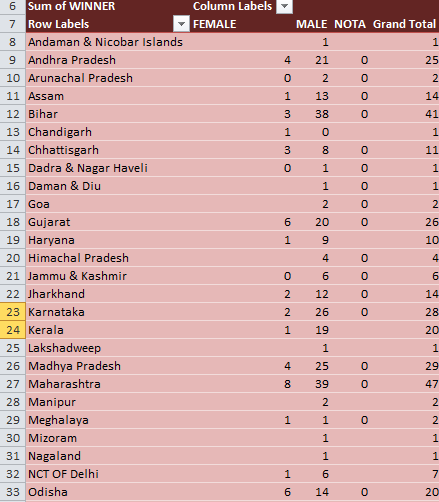 6 Sum of WINNER Column Labels
7 Row Labels FEMALE MALE NOTA Grand Total
8 Andaman & Nicobar Islands 1 1
9 Andhra Pradesh 4 21 0 25
10 Arunachal Pradesh 0 2 0 2
11 Assam 1 13 0 14
12 Bihar 3 38 0 41
13 Chandigarh 1 0 1
14 Chhattisgarh 3 8 0 11
15 Dadra & Nagar Haveli 0 1 0 1
16 Daman & Diu 1 0 1
17 Goa 2 0 2
18 Gujarat 6 20 0 26
19 Haryana 1 9 10
20 Himachal Pradesh 4 0 4
21 Jammu & Kashmir 0 6 0 6
22 Jharkhand 2 12 0 14
23 Karnataka 2 26 0 28
24 Kerala 1 19 20
25 Lakshadweep 1 1
26 Madhya Pradesh 4 25 0 29
27 Maharashtra 8 39 0 47
28 Manipur 2 2
29 Meghalaya 1 1 0 2
30 Mizoram 1 1
31 Nagaland 1 1
32 NCT OF Delhi 1 6 7
33 Odisha 6 14 0 20